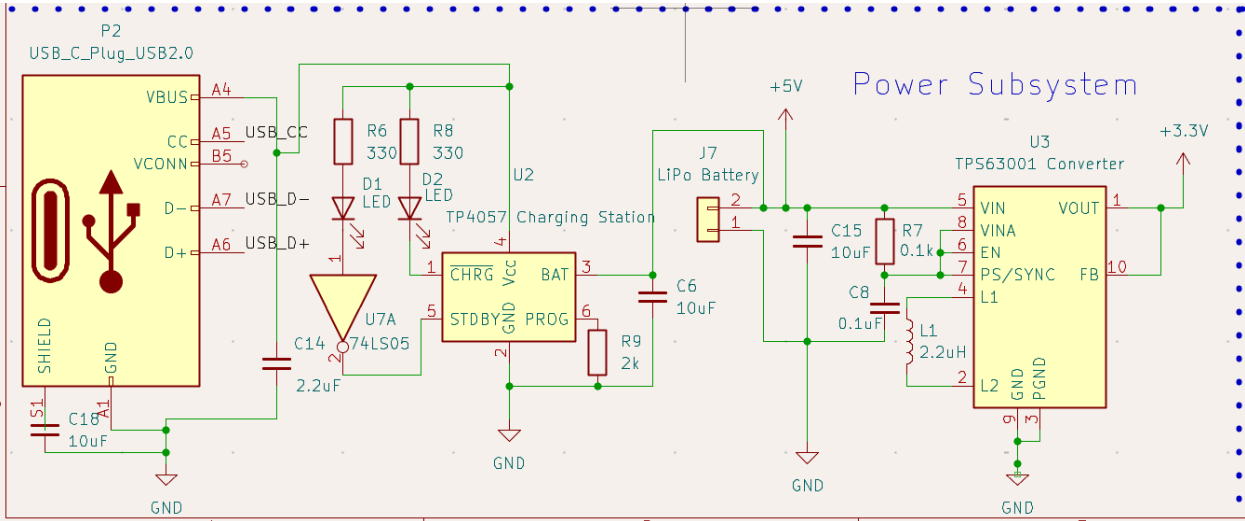 Power Subsystem
P2
USB_C_Plug_USB2.0
VBUS
A4
CC
A5
USB_CC
VCONN
B5
D-
A7
USB_D-
D+
A6
USB_D+
SHIELD
GND
S1
A1
C18
10uF
GND
C14
2.2uF
R6
330
R8
330
D1
LED
D2
LED
1
U7A
74LS05
2
U2
TP4057 Charging Station
4
1
CHRG
Vcc
BAT
3
5
STDBY
GND
PROG
6
2
R9
2k
C6
10uF
GND
J7
LiPo Battery
2
1
+5V
C15
10uF
R7
0.1k
C8
0.1uF
L1
2.2uH
GND
U3
TPS63001 Converter
5
VIN
VOUT
1
8
VINA
6
EN
7
PS/SYNC
FB
10
4
L1
2
L2
GND
PGND
9
3
GND
+3.3V